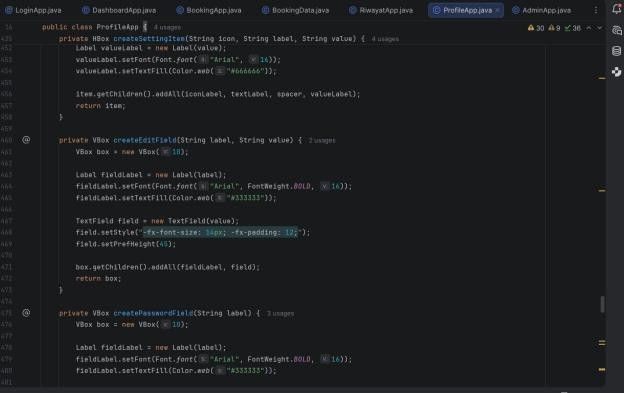 LoginApp.java DashboardApp.java BookingApp.java BookingData.java RiwayatApp.java ProfileApp.java × AdminApp.java
16 public class ProfileApp { 4 usages 30 9 36
435 private HBox createSettingItem(String icon, String label, String value) { 4 usages
452 Label valueLabel = new Label(value);
453 valueLabel.setFont(Font.font( s: "Arial", v: 16));
454 valueLabel.setTextFill(Color.web( s: "#666666"));
455
456 item.getChildren().addAll(iconLabel, textLabel, spacer, valueLabel);
457 return item;
458 }
459
460 @ private VBox createEditField(String label, String value) { 2 usages
461 VBox box = new VBox( v: 10);
462
463 Label fieldLabel = new Label(label);
464 fieldLabel.setFont(Font.font( s: "Arial", FontWeight.BOLD, v: 16));
465 fieldLabel.setTextFill(Color.web( s: "#333333"));
466
467 TextField field = new TextField(value);
468 field.setStyle("-fx-font-size: 14px; -fx-padding: 12;");
469 field.setPrefHeight(45);
470
471 box.getChildren().addAll(fieldLabel, field);
472 return box;
473 }
474
475 @ private VBox createPasswordField(String label) { 3 usages
476 VBox box = new VBox( v: 10);
477
478 Label fieldLabel = new Label(label);
479 fieldLabel.setFont(Font.font( s: "Arial", FontWeight.BOLD, v: 16));
480 fieldLabel.setTextFill(Color.web( s: "#333333"));
481